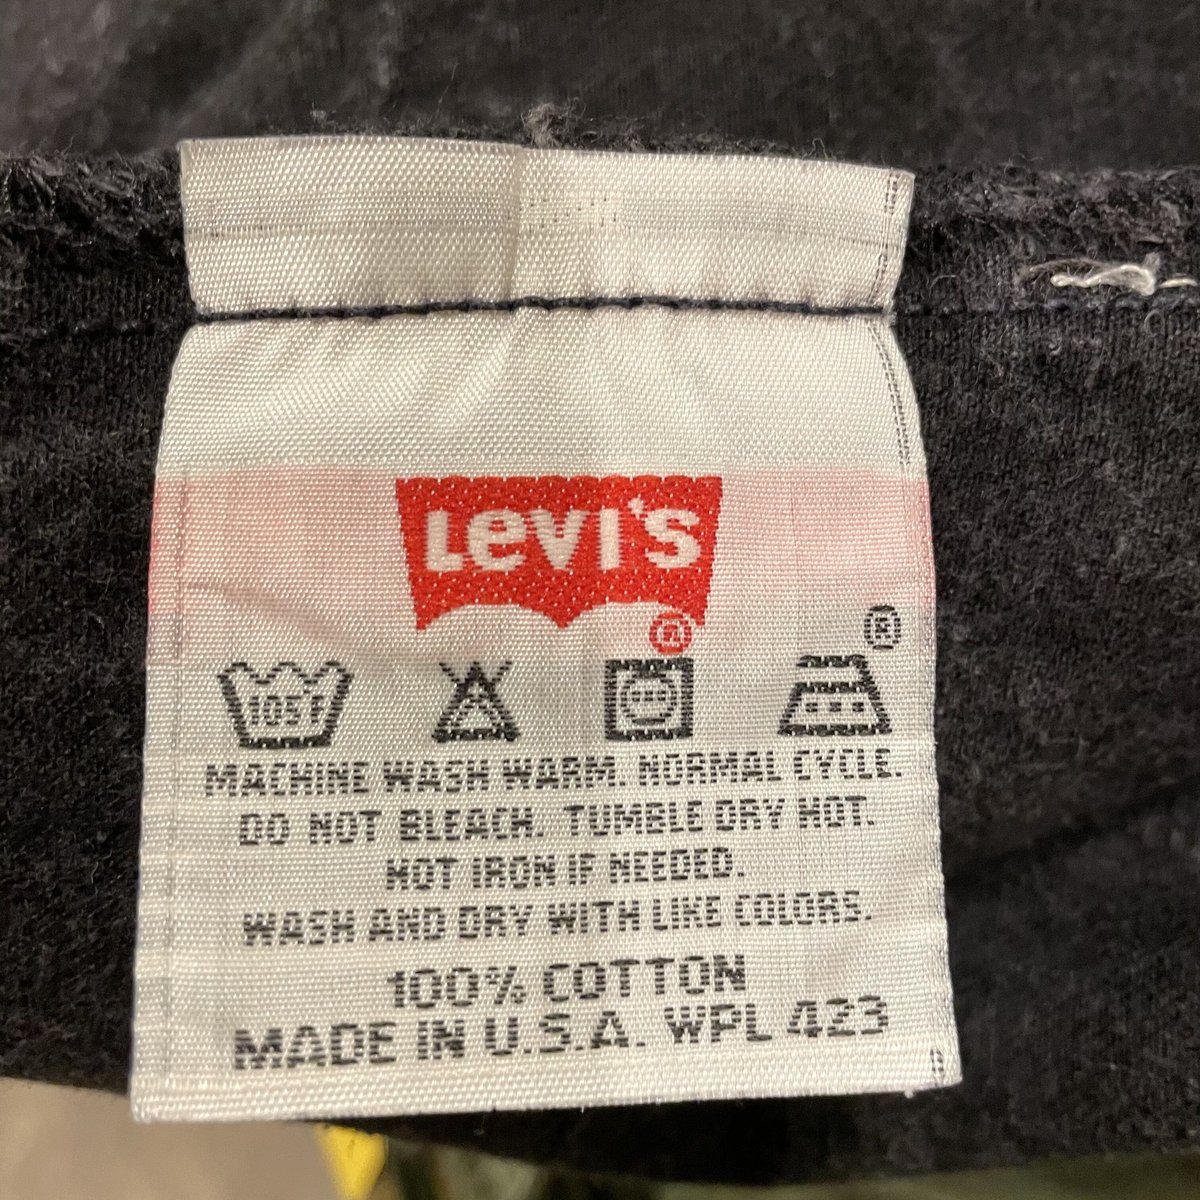 Levi's
®
®
105F
MACHINE WASH WARM. NORMAL CYCLE.
DO NOT BLEACH. TUMBLE DRY HOT.
HOT IRON IF NEEDED.
WASH AND DRY WITH LIKE COLORS.
100% COTTON
MADE IN U.S.A. WPL 423